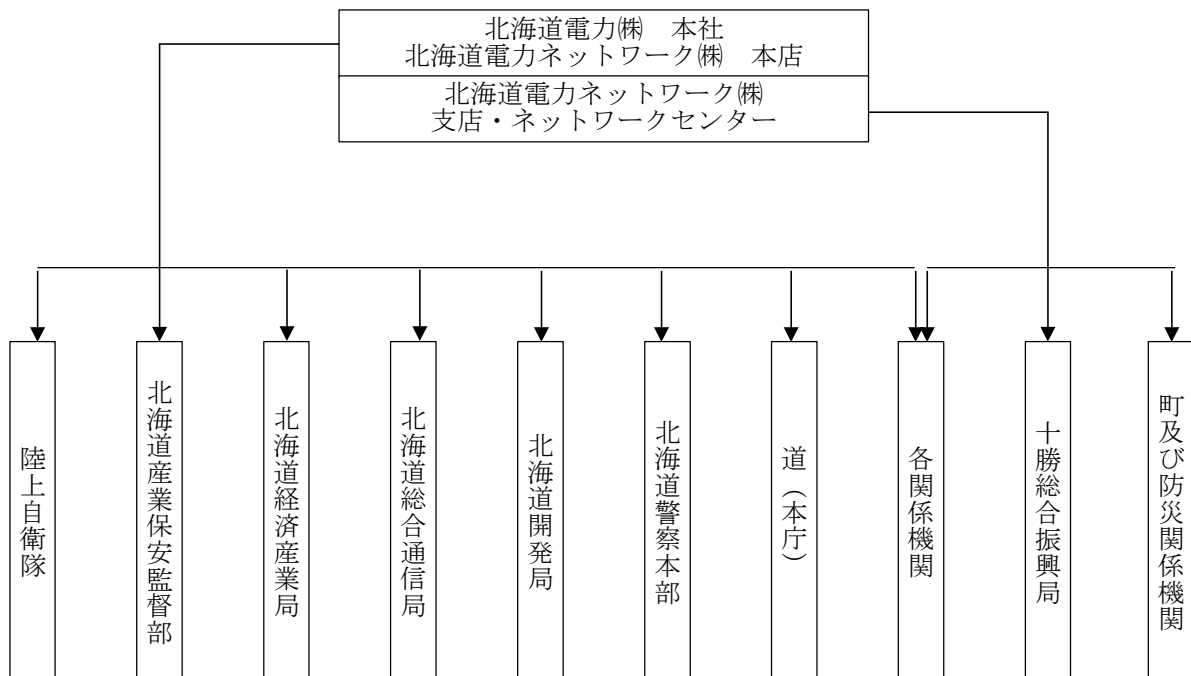 北海道電力㈱　本社
北海道電力ネットワーク㈱　本店
北海道電力ネットワーク㈱
支店・ネットワークセンター
陸上自衛隊
北海道産業保安監督部
北海道経済産業局
北海道総合通信局
北海道開発局
北海道警察本部
道（本庁）
各関係機関
十勝総合振興局
町及び防災関係機関